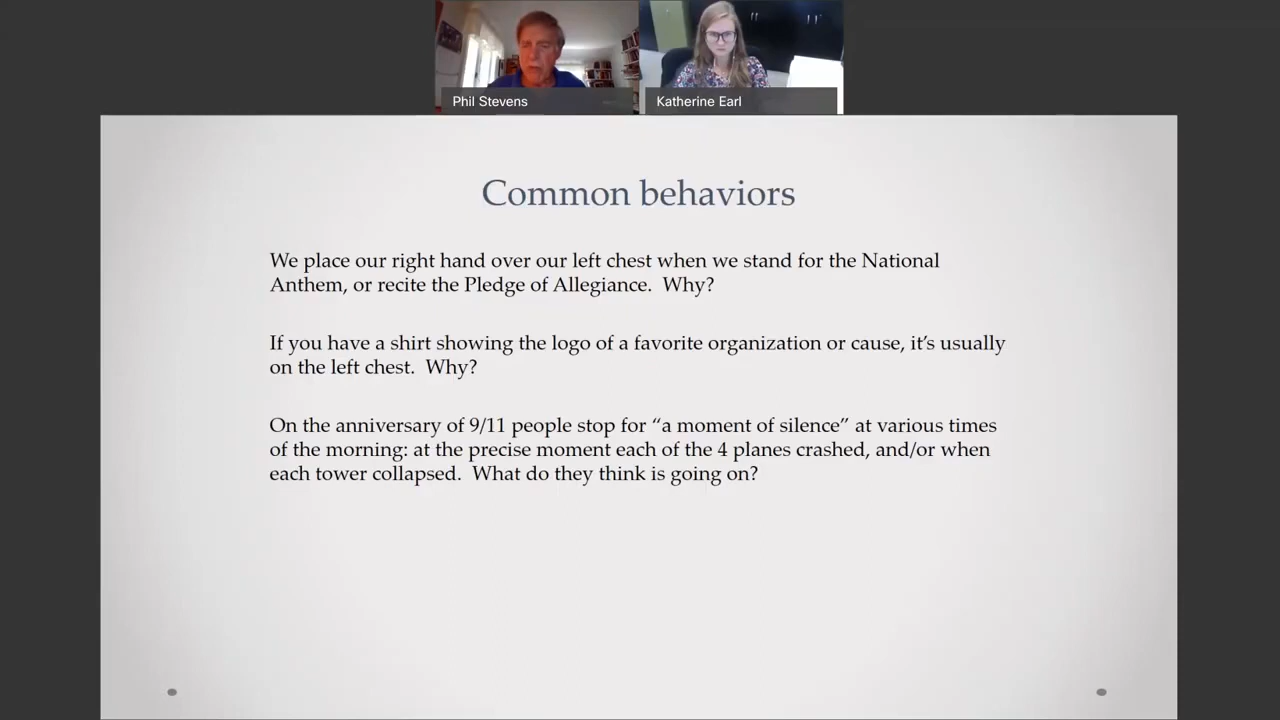 Phil Stevens
Katherine Earl
Common behaviors
We place our right hand over our left chest when we stand for the National
Anthem, or recite the Pledge of Allegiance.  Why?
If you have a shirt showing the logo of a favorite organization or cause, it’s usually
on the left chest.  Why?
On the anniversary of 9/11 people stop for “a moment of silence” at various times
of the morning: at the precise moment each of the 4 planes crashed, and/or when
each tower collapsed.  What do they think is going on?